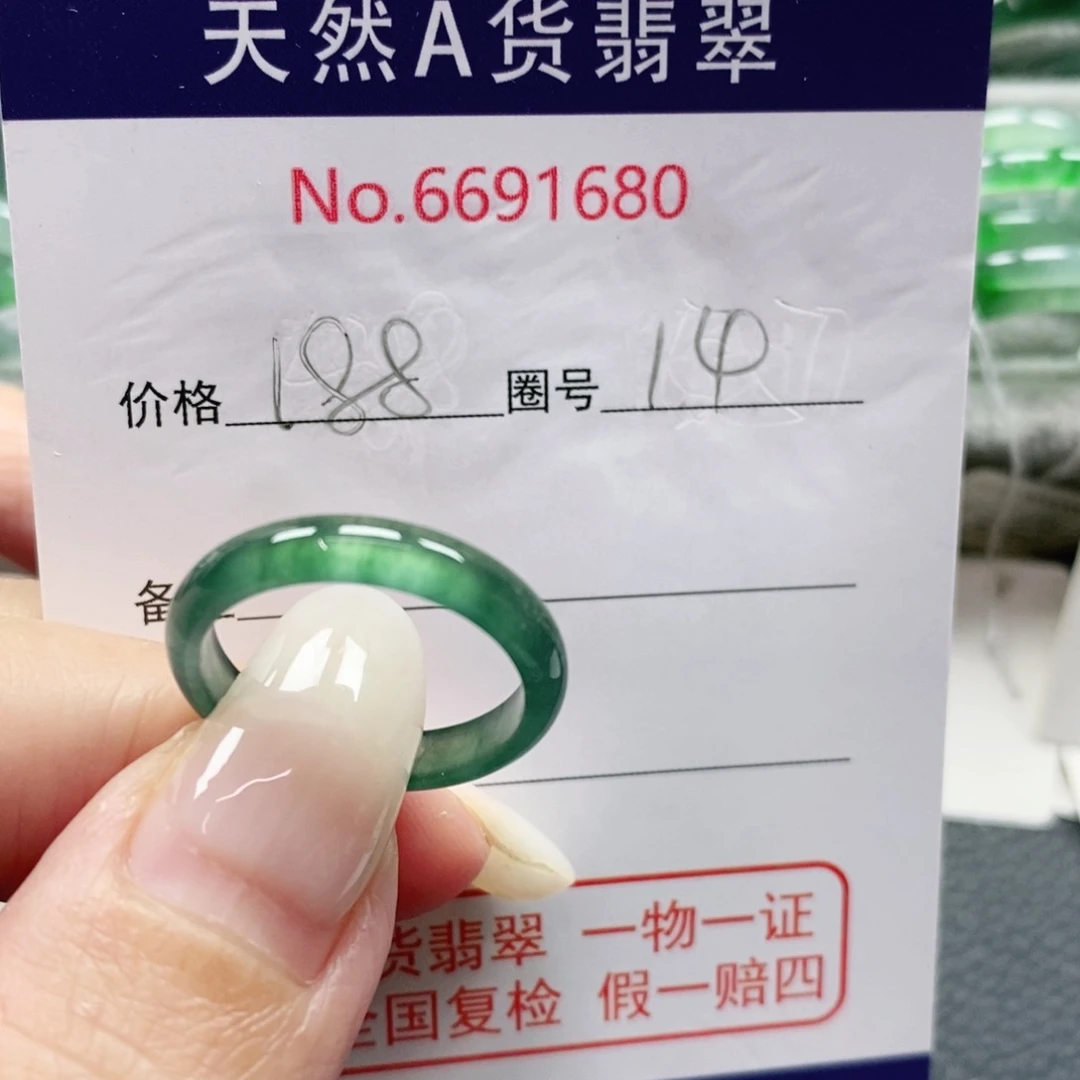 天然A货翡翠
No.6691680
价格 188 圈号 14
备
货翡翠 一物一证
全国复检 假一赔四